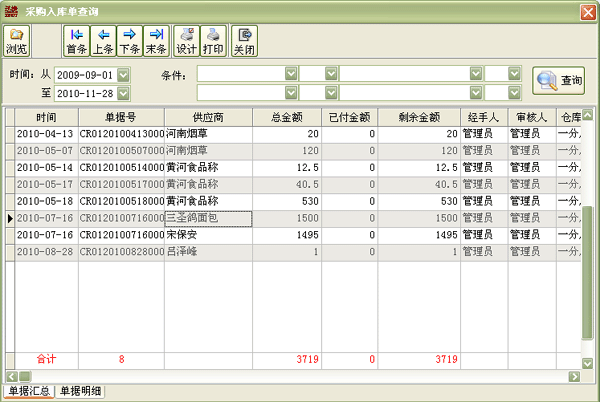 采购入库单查询
浏览 首条 上条 下条 末条 设计 打印 关闭
时间: 从 2009-09-01 条件:
至 2010-11-28 查询
时间 单据号 供应商 总金额 已付金额 剩余金额 经手人 审核人 仓库
2010-04-13 CR0120100413000 河南烟草 20 0 20 管理员 管理员 一分
2010-05-07 CR0120100507000 河南烟草 120 0 120 管理员 管理员 一分
2010-05-14 CR0120100514000 黄河食品称 12.5 0 12.5 管理员 管理员 一分
2010-05-17 CR0120100517000 黄河食品称 40.5 0 40.5 管理员 管理员 一分
2010-05-18 CR0120100518000 黄河食品称 530 0 530 管理员 管理员 一分
2010-07-16 CR0120100716000 三圣鸽面包 1500 0 1500 管理员 管理员 一分
2010-07-16 CR0120100716000 宋保安 1495 0 1495 管理员 管理员 一分
2010-08-28 CR0120100828000 吕泽峰 1 0 1 管理员 管理员 一分
合计 8 3719 0 3719
单据汇总 单据明细